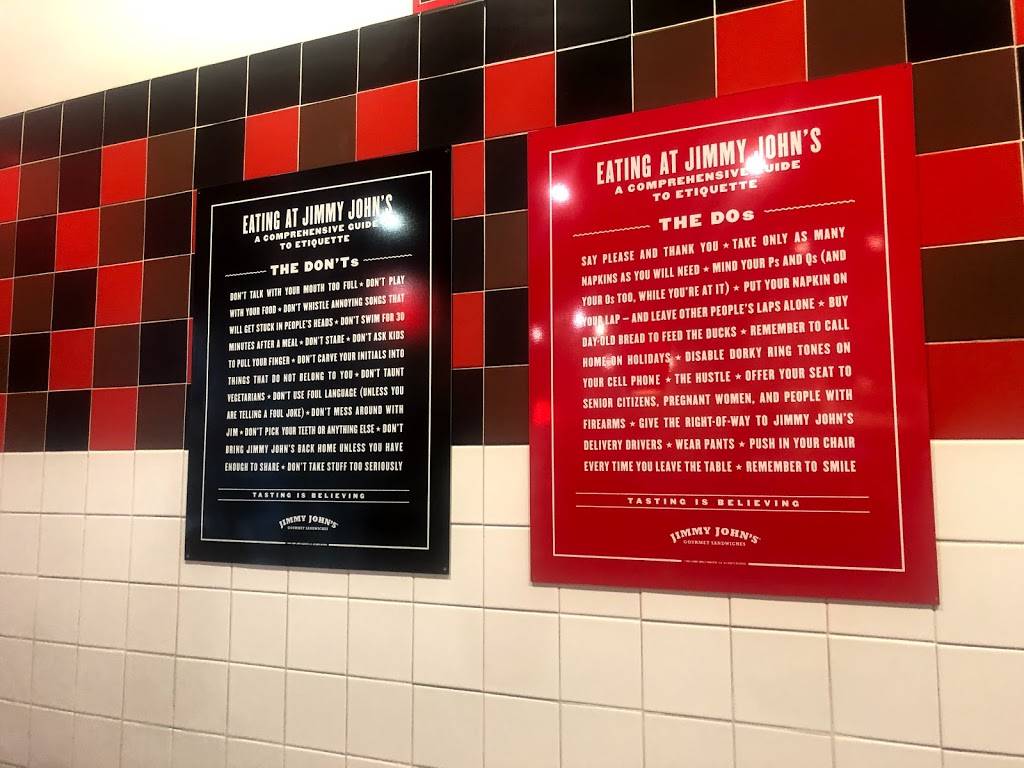 EATING AT JIMMY JOHN'S
A COMPREHENSIVE GUIDE
TO ETIQUETTE
THE DON'Ts
DON'T TALK WITH YOUR MOUTH TOO FULL ★ DON'T PLAY
WITH YOUR FOOD ★ DON'T WHISTLE ANNOYING SONGS THAT
WILL GET STUCK IN PEOPLE'S HEADS ★ DON'T SWIM FOR 30
MINUTES AFTER A MEAL ★ DON'T STARE ★ DON'T ASK KIDS
TO PULL YOUR FINGER ★ DON'T CARVE YOUR INITIALS INTO
THINGS THAT DO NOT BELONG TO YOU ★ DON'T TAUNT
VEGETARIANS ★ DON'T USE FOUL LANGUAGE (UNLESS YOU
ARE TELLING A FOUL JOKE) ★ DON'T MESS AROUND WITH
JIM ★ DON'T PICK YOUR TEETH OR ANYTHING ELSE ★ DON'T
BRING JIMMY JOHN'S BACK HOME UNLESS YOU HAVE
ENOUGH TO SHARE ★ DON'T TAKE STUFF TOO SERIOUSLY
TASTING IS BELIEVING
JIMMY JOHN'S
GOURMET SANDWICHES
EATING AT JIMMY JOHN'S
A COMPREHENSIVE GUIDE
TO ETIQUETTE
THE DOs
SAY PLEASE AND THANK YOU ★ TAKE ONLY AS MANY
NAPKINS AS YOU WILL NEED ★ MIND YOUR Ps AND Qs (AND
YOUR Os TOO, WHILE YOU'RE AT IT) ★ PUT YOUR NAPKIN ON
YOUR LAP – AND LEAVE OTHER PEOPLE'S LAPS ALONE ★ BUY
DAY-OLD BREAD TO FEED THE DUCKS ★ REMEMBER TO CALL
HOME ON HOLIDAYS ★ DISABLE DORKY RING TONES ON
YOUR CELL PHONE ★ THE HUSTLE ★ OFFER YOUR SEAT TO
SENIOR CITIZENS, PREGNANT WOMEN, AND PEOPLE WITH
FIREARMS ★ GIVE THE RIGHT-OF-WAY TO JIMMY JOHN'S
DELIVERY DRIVERS ★ WEAR PANTS ★ PUSH IN YOUR CHAIR
EVERY TIME YOU LEAVE THE TABLE ★ REMEMBER TO SMILE
TASTING IS BELIEVING
JIMMY JOHN'S
GOURMET SANDWICHES